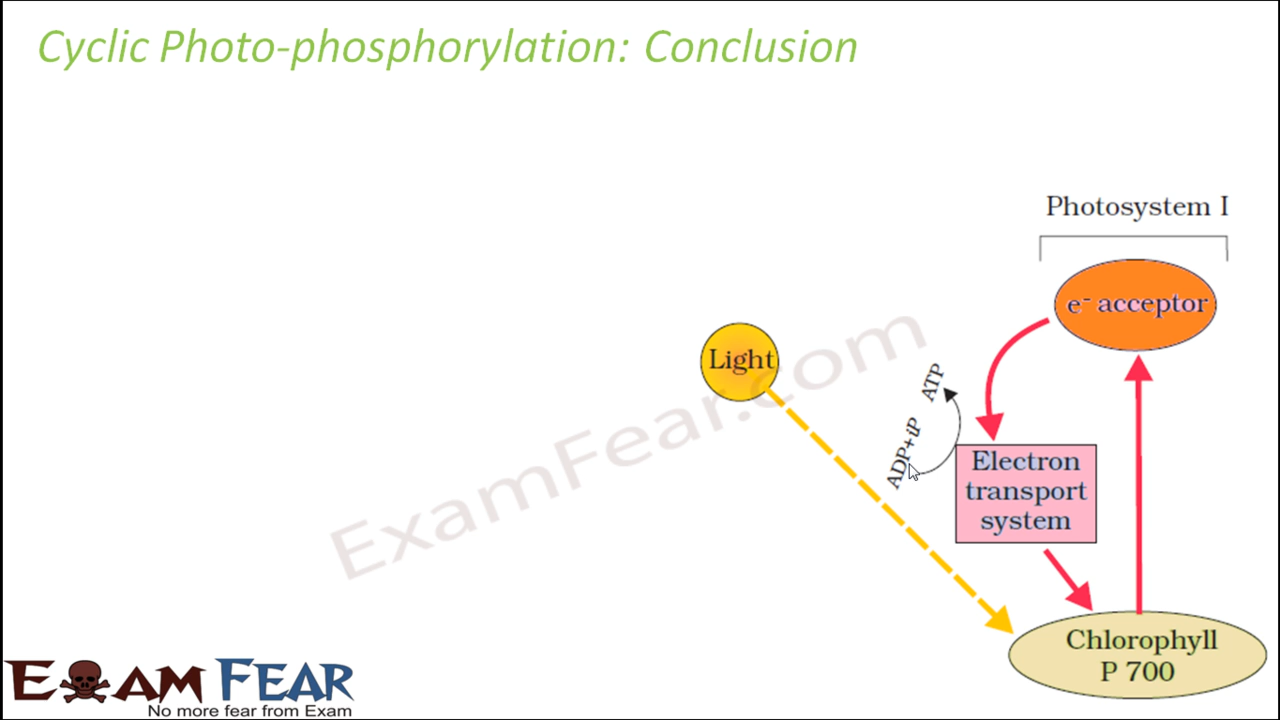 Cyclic Photo-phosphorylation: Conclusion
Photosystem I
e⁻ acceptor
Light
ATP
ADP+iP
Electron
transport
system
Chlorophyll
P 700
ExamFear.com
EXAM FEAR
No more fear from Exam